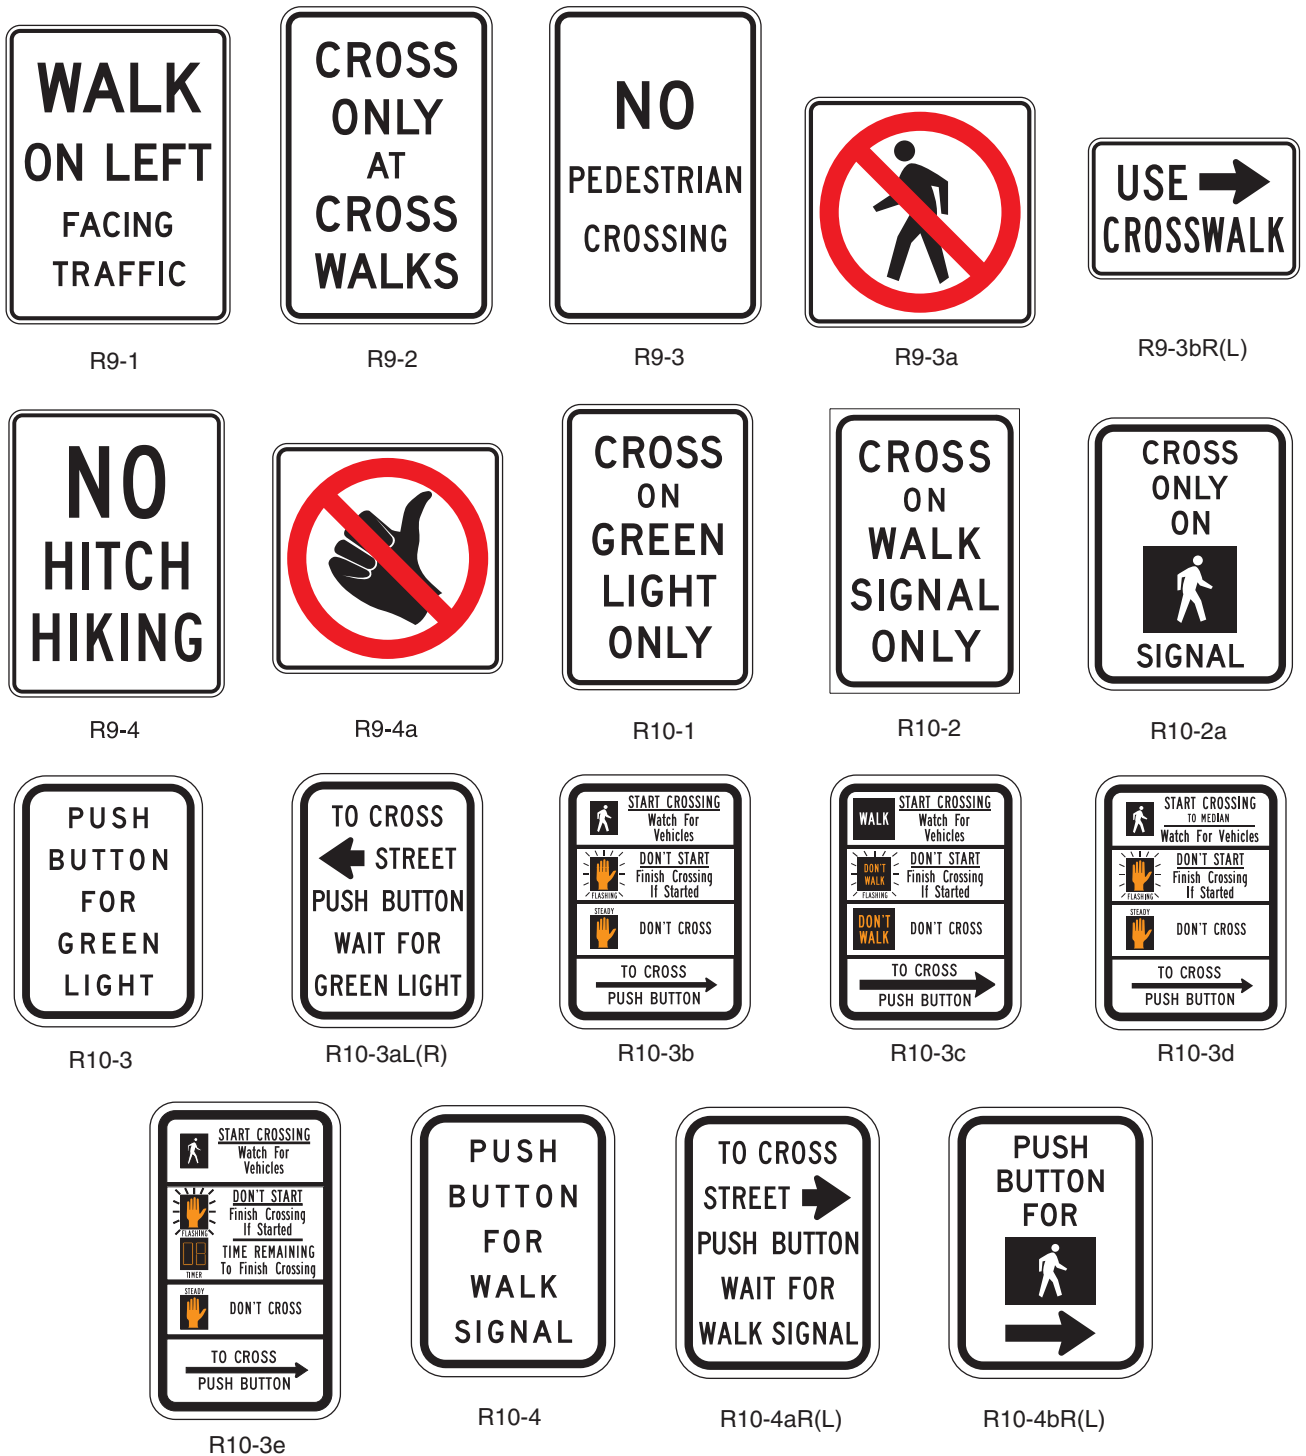 WALK
ON LEFT
FACING
TRAFFIC
R9-1
CROSS
ONLY
AT
CROSS
WALKS
R9-2
NO
PEDESTRIAN
CROSSING
R9-3
R9-3a
USE
CROSSWALK
R9-3bR(L)
NO
HITCH
HIKING
R9-4
R9-4a
CROSS
ON
GREEN
LIGHT
ONLY
R10-1
CROSS
ON
WALK
SIGNAL
ONLY
R10-2
CROSS
ONLY
ON
SIGNAL
R10-2a
PUSH
BUTTON
FOR
GREEN
LIGHT
R10-3
TO CROSS
STREET
PUSH BUTTON
WAIT FOR
GREEN LIGHT
R10-3aL(R)
START CROSSING
Watch For
Vehicles
DON'T START
Finish Crossing
If Started
FLASHING
STEADY
DON'T CROSS
TO CROSS
PUSH BUTTON
R10-3b
WALK
START CROSSING
Watch For
Vehicles
DON'T
WALK
FLASHING
DON'T START
Finish Crossing
If Started
DON'T
WALK
DON'T CROSS
TO CROSS
PUSH BUTTON
R10-3c
START CROSSING
TO MEDIAN
Watch For Vehicles
DON'T START
Finish Crossing
If Started
FLASHING
STEADY
DON'T CROSS
TO CROSS
PUSH BUTTON
R10-3d
START CROSSING
Watch For
Vehicles
DON'T START
Finish Crossing
If Started
FLASHING
TIME REMAINING
To Finish Crossing
TIMER
STEADY
DON'T CROSS
TO CROSS
PUSH BUTTON
R10-3e
PUSH
BUTTON
FOR
WALK
SIGNAL
R10-4
TO CROSS
STREET
PUSH BUTTON
WAIT FOR
WALK SIGNAL
R10-4aR(L)
PUSH
BUTTON
FOR
R10-4bR(L)